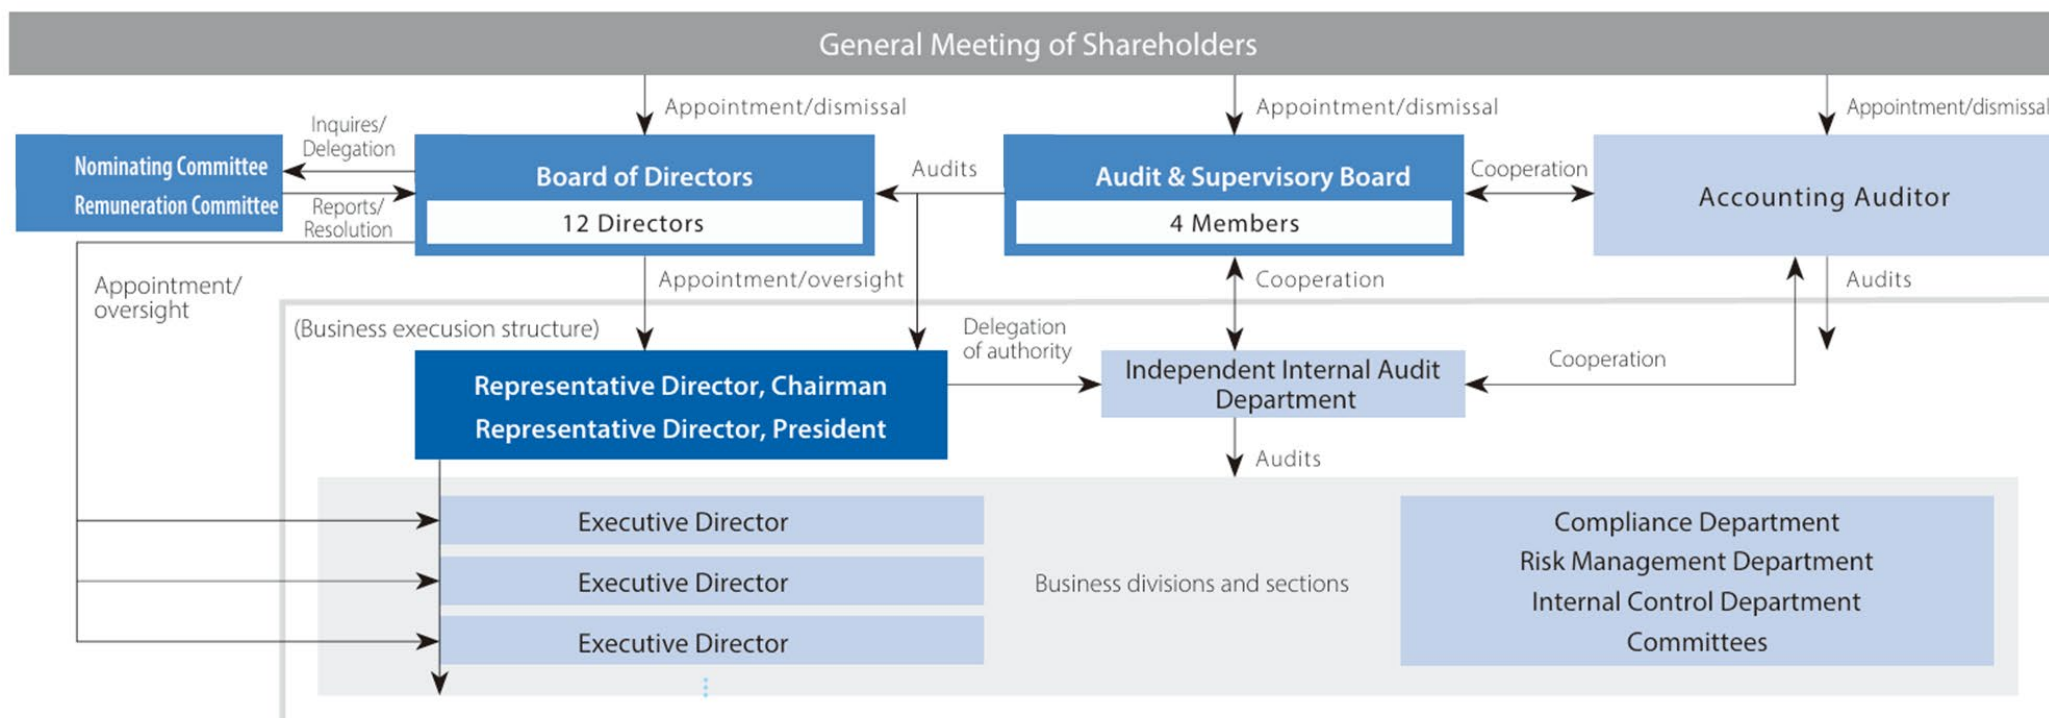 General Meeting of Shareholders
Appointment/dismissal
Appointment/dismissal
Appointment/dismissal
Nominating Committee
Remuneration Committee
Inquires/
Delegation
Reports/
Resolution
Board of Directors
12 Directors
Audits
Audit & Supervisory Board
4 Members
Cooperation
Accounting Auditor
Appointment/
oversight
Appointment/oversight
Cooperation
Audits
(Business execusion structure)
Delegation
of authority
Representative Director, Chairman
Representative Director, President
Independent Internal Audit
Department
Cooperation
Audits
Executive Director
Executive Director
Executive Director
Business divisions and sections
Compliance Department
Risk Management Department
Internal Control Department
Committees